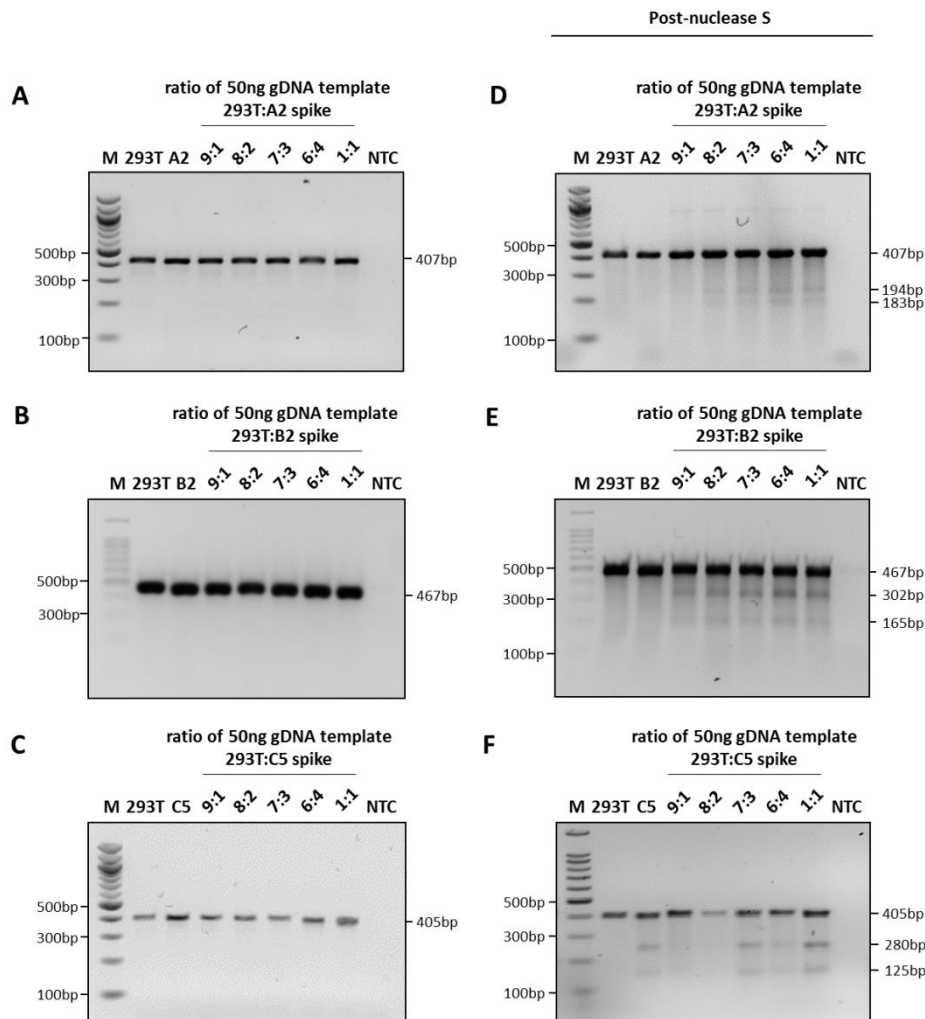 Post-nuclease S
A
ratio of 50ng gDNA template
293T:A2 spike
M 293T A2 9:1 8:2 7:3 6:4 1:1 NTC
500bp
300bp
100bp
407bp
D
ratio of 50ng gDNA template
293T:A2 spike
M 293T A2 9:1 8:2 7:3 6:4 1:1 NTC
500bp
300bp
100bp
407bp
194bp
183bp
B
ratio of 50ng gDNA template
293T:B2 spike
M 293T B2 9:1 8:2 7:3 6:4 1:1 NTC
500bp
300bp
467bp
E
ratio of 50ng gDNA template
293T:B2 spike
M 293T B2 9:1 8:2 7:3 6:4 1:1 NTC
500bp
300bp
100bp
467bp
302bp
165bp
C
ratio of 50ng gDNA template
293T:C5 spike
M 293T C5 9:1 8:2 7:3 6:4 1:1 NTC
500bp
300bp
100bp
405bp
F
ratio of 50ng gDNA template
293T:C5 spike
M 293T C5 9:1 8:2 7:3 6:4 1:1 NTC
500bp
300bp
100bp
405bp
280bp
125bp